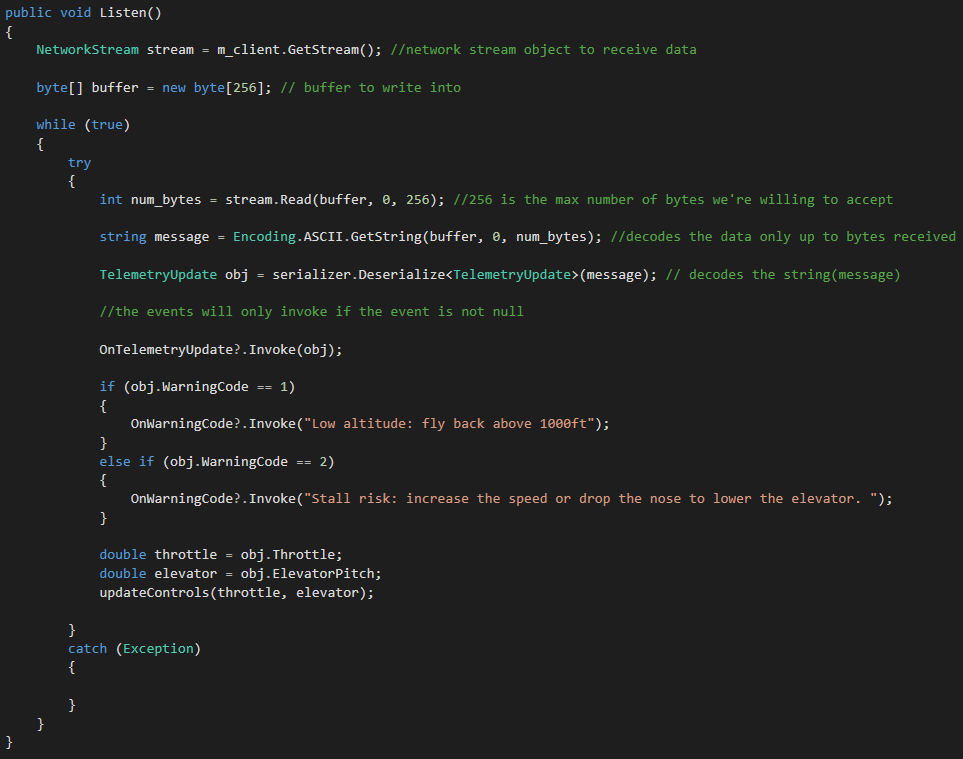 public void Listen()
{
NetworkStream stream = m_client.GetStream(); //network stream object to receive data
byte[] buffer = new byte[256]; // buffer to write into
while (true)
{
try
{
int num_bytes = stream.Read(buffer, 0, 256); //256 is the max number of bytes we're willing to accept
string message = Encoding.ASCII.GetString(buffer, 0, num_bytes); //decodes the data only up to bytes received
TelemetryUpdate obj = serializer.Deserialize<TelemetryUpdate>(message); // decodes the string(message)
//the events will only invoke if the event is not null
OnTelemetryUpdate?.Invoke(obj);
if (obj.WarningCode == 1)
{
OnWarningCode?.Invoke("Low altitude: fly back above 1000ft");
}
else if (obj.WarningCode == 2)
{
OnWarningCode?.Invoke("Stall risk: increase the speed or drop the nose to lower the elevator. ");
}
double throttle = obj.Throttle;
double elevator = obj.ElevatorPitch;
updateControls(throttle, elevator);
}
catch (Exception)
{
}
}
}